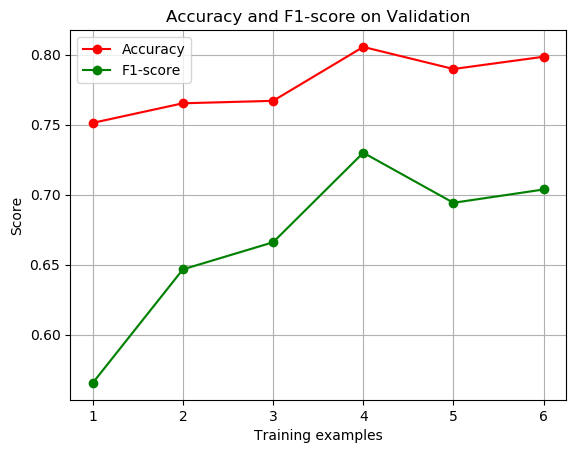 Accuracy and F1-score on Validation
Accuracy
F1-score
0.80
0.75
0.70
0.65
0.60
Score
1 2 3 4 5 6
Training examples